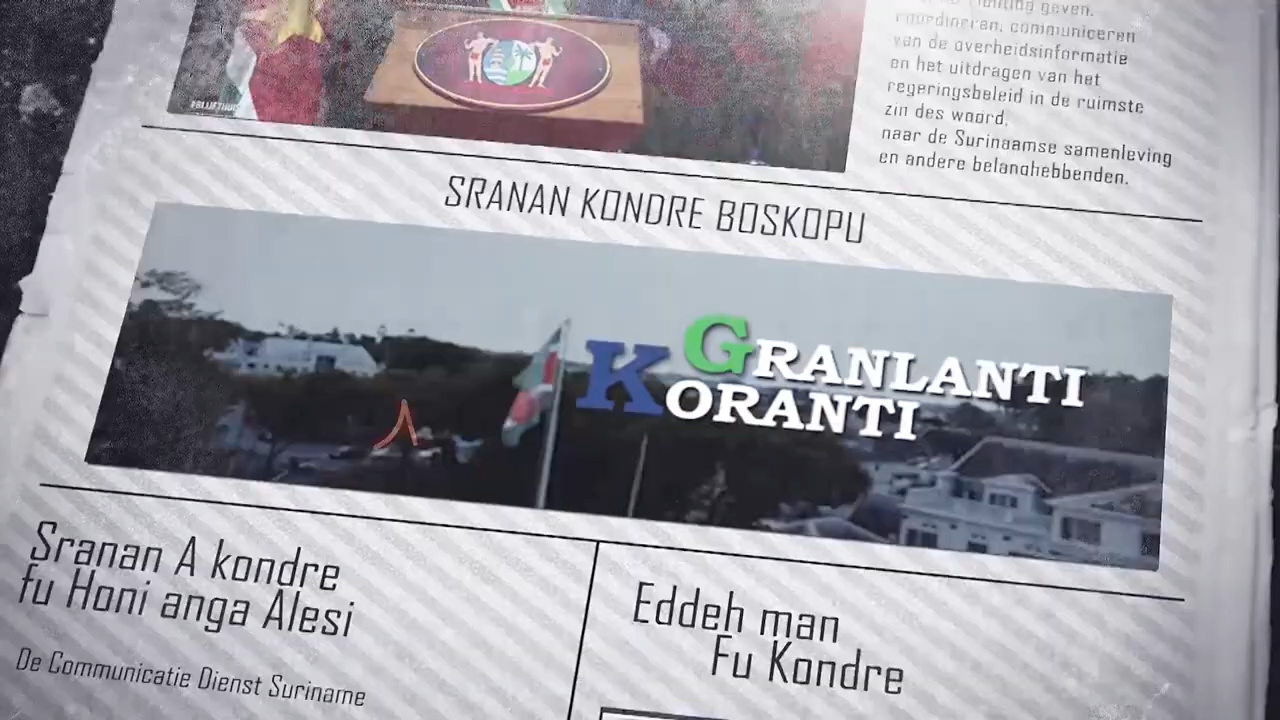 geven.
coordineren, communiceren
van de overheidsinformatie
en het uitdragen van het
regeringsbeleid in de ruimste
zin des woord,
naar de Surinaamse samenleving
en andere belanghebbenden.
#BLIJFTHUIS
SRANAN KONDRE BOSKOPU
GRANLANTI
KORANTI
Sranan A kondre
fu Honi anga Alesi
De Communicatie Dienst Suriname
Eddeh man
Fu Kondre